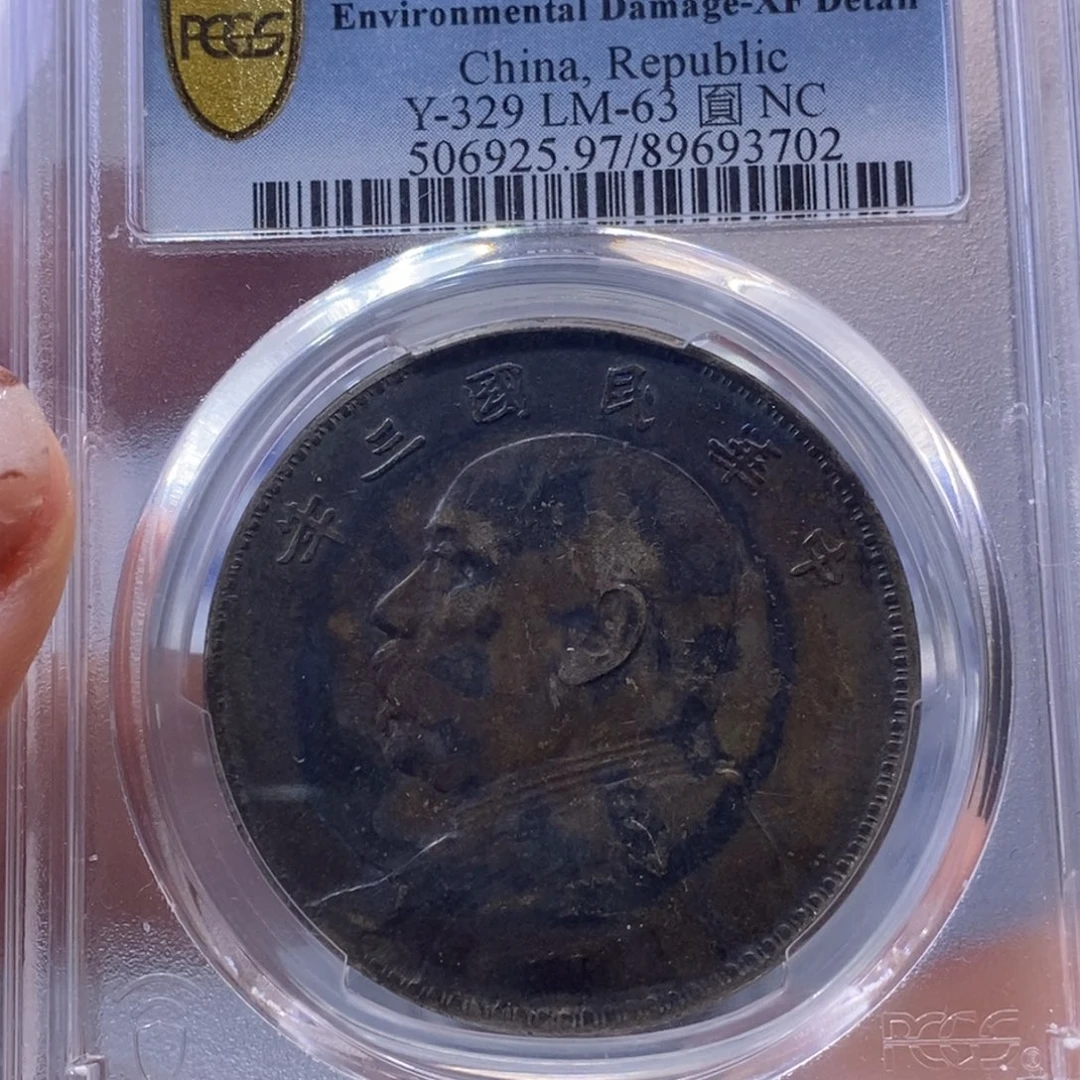 PCGS
Environmental Damage-XF Detail
China, Republic
Y-329 LM-63 圓 NC
506925.97/89693702
年三國民華中
PCGS